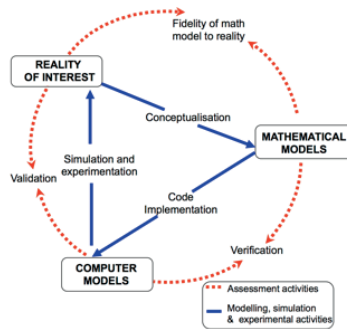 Fidelity of math
model to reality
REALITY
OF INTEREST
Conceptualisation
MATHEMATICAL
MODELS
Simulation and
experimentation
Validation
Code
Implementation
Verification
COMPUTER
MODELS
Assessment activities
Modelling, simulation
& experimental activities